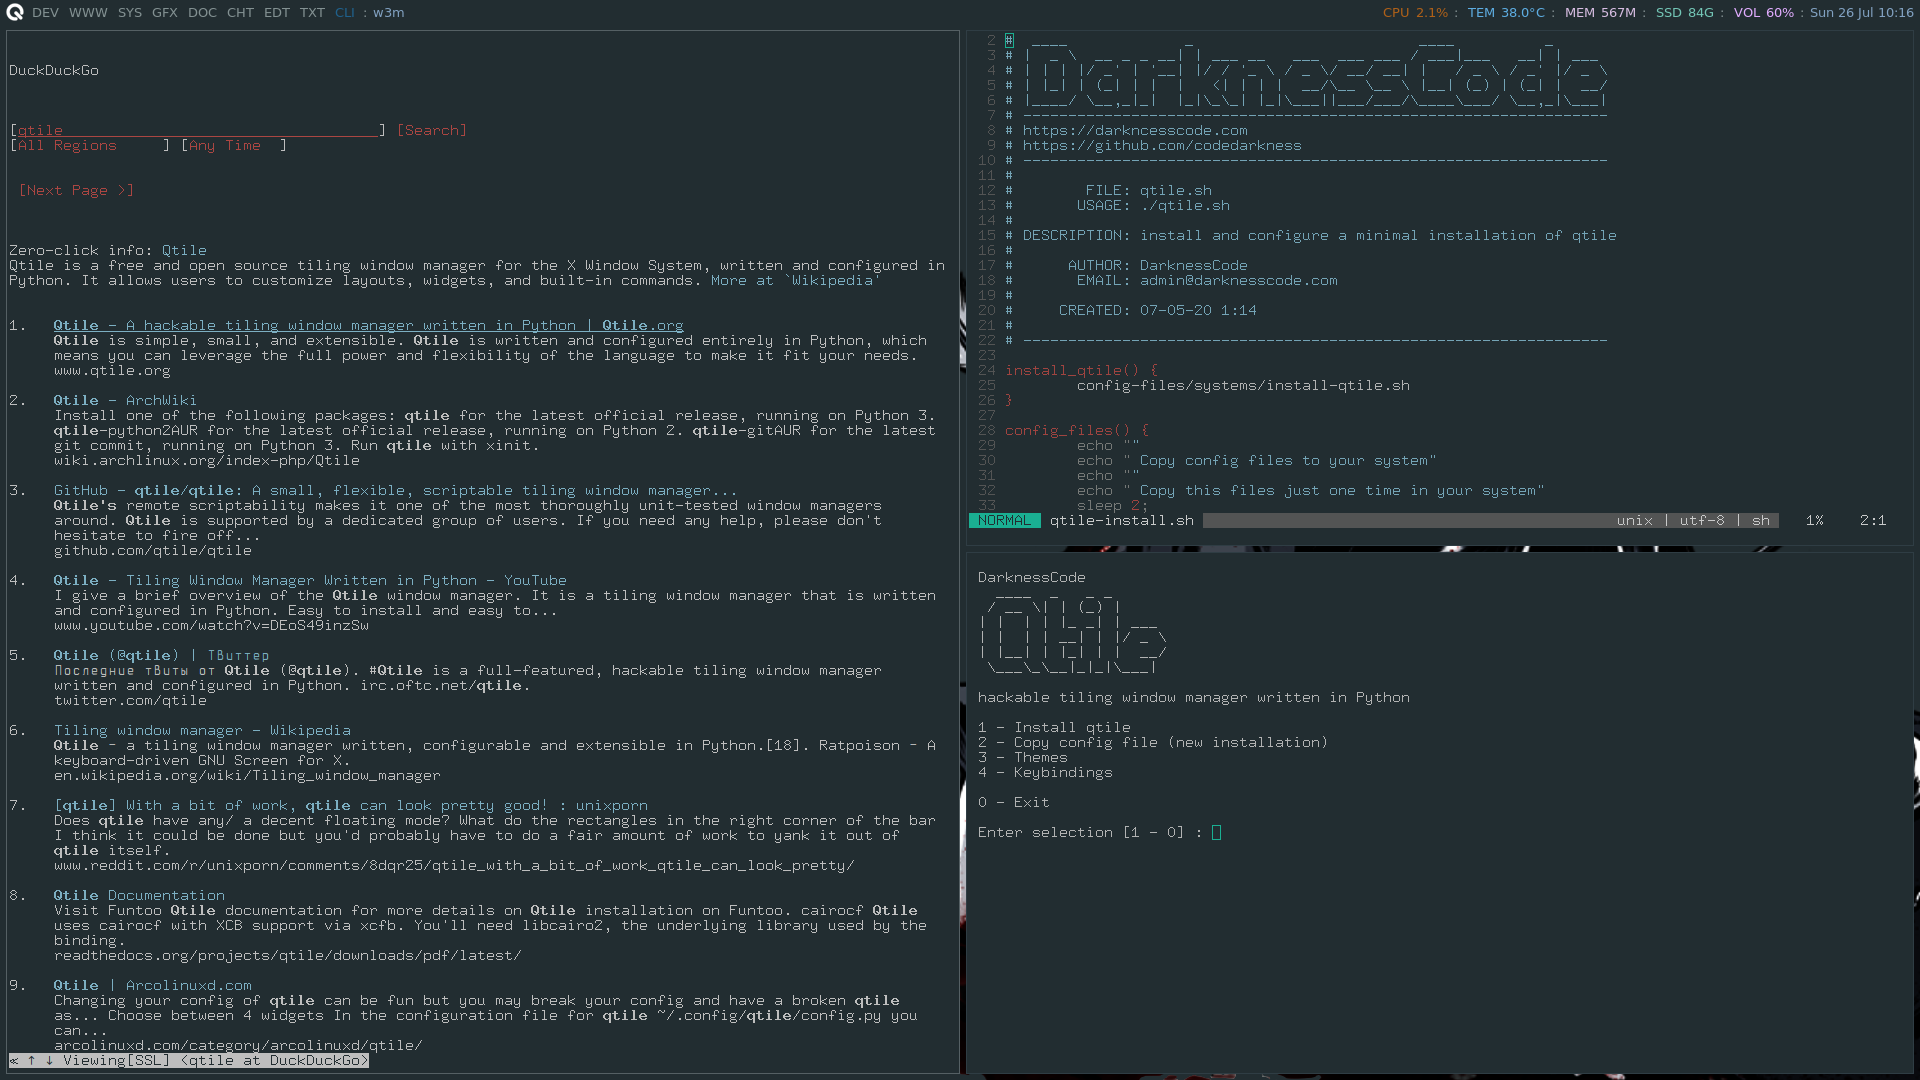 DEV WWW SYS GFX DOC CHT EDT TXT CLI : w3m
CPU 2.1% : TEM 38.0°C : MEM 567M : SSD 84G : VOL 60% : Sun 26 Jul 10:16
DuckDuckGo
[qtile___________________________________] [Search]
[All Regions     ] [Any Time  ]
[Next Page >]
Zero-click info: Qtile
Qtile is a free and open source tiling window manager for the X Window System, written and configured in
Python. It allows users to customize layouts, widgets, and built-in commands. More at `Wikipedia'
1. Qtile - A hackable tiling window manager written in Python | Qtile.org
Qtile is simple, small, and extensible. Qtile is written and configured entirely in Python, which
means you can leverage the full power and flexibility of the language to make it fit your needs.
www.qtile.org
2. Qtile - ArchWiki
Install one of the following packages: qtile for the latest official release, running on Python 3.
qtile-python2AUR for the latest official release, running on Python 2. qtile-gitAUR for the latest
git commit, running on Python 3. Run qtile with xinit.
wiki.archlinux.org/index-php/Qtile
3. GitHub - qtile/qtile: A small, flexible, scriptable tiling window manager...
Qtile's remote scriptability makes it one of the most thoroughly unit-tested window managers
around. Qtile is supported by a dedicated group of users. If you need any help, please don't
hesitate to fire off...
github.com/qtile/qtile
4. Qtile - Tiling Window Manager Written in Python - YouTube
I give a brief overview of the Qtile window manager. It is a tiling window manager that is written
and configured in Python. Easy to install and easy to...
www.youtube.com/watch?v=DEoS49inzSw
5. Qtile (@qtile) | Твиттер
Последние твиты от Qtile (@qtile). #Qtile is a full-featured, hackable tiling window manager
written and configured in Python. irc.oftc.net/qtile.
twitter.com/qtile
6. Tiling window manager - Wikipedia
Qtile - a tiling window manager written, configurable and extensible in Python.[18]. Ratpoison - A
keyboard-driven GNU Screen for X.
en.wikipedia.org/wiki/Tiling_window_manager
7. [qtile] With a bit of work, qtile can look pretty good! : unixporn
Does qtile have any/ a decent floating mode? What do the rectangles in the right corner of the bar
I think it could be done but you'd probably have to do a fair amount of work to yank it out of
qtile itself.
www.reddit.com/r/unixporn/comments/8dqr25/qtile_with_a_bit_of_work_qtile_can_look_pretty/
8. Qtile Documentation
Visit Funtoo Qtile documentation for more details on Qtile installation on Funtoo. cairocf Qtile
uses cairocf with XCB support via xcfb. You'll need libcairo2, the underlying library used by the
binding.
readthedocs.org/projects/qtile/downloads/pdf/latest/
9. Qtile | Arcolinuxd.com
Changing your config of qtile can be fun but you may break your config and have a broken qtile
as... Choose between 4 widgets In the configuration file for qtile ~/.config/qtile/config.py you
can...
arcolinuxd.com/category/arcolinuxd/qtile/
≪ ↑ ↓ Viewing[SSL] <qtile at DuckDuckGo>
2 #
3 #
4 # DarknessCode
5 #
6 #
7 # -----------------------------------------------------------------
8 # https://darkncesscode.com
9 # https://github.com/codedarkness
10 # -----------------------------------------------------------------
11 #
12 # FILE: qtile.sh
13 # USAGE: ./qtile.sh
14 #
15 # DESCRIPTION: install and configure a minimal installation of qtile
16 #
17 # AUTHOR: DarknessCode
18 # EMAIL: admin@darknesscode.com
19 #
20 # CREATED: 07-05-20 1:14
21 #
22 # -----------------------------------------------------------------
23
24 install_qtile() {
25 config-files/systems/install-qtile.sh
26 }
27
28 config_files() {
29 echo ""
30 echo " Copy config files to your system"
31 echo ""
32 echo " Copy this files just one time in your system"
33 sleep 2;
NORMAL qtile-install.sh unix | utf-8 | sh 1% 2:1
DarknessCode
Qtile
hackable tiling window manager written in Python
1 - Install qtile
2 - Copy config file (new installation)
3 - Themes
4 - Keybindings
0 - Exit
Enter selection [1 - 0] :